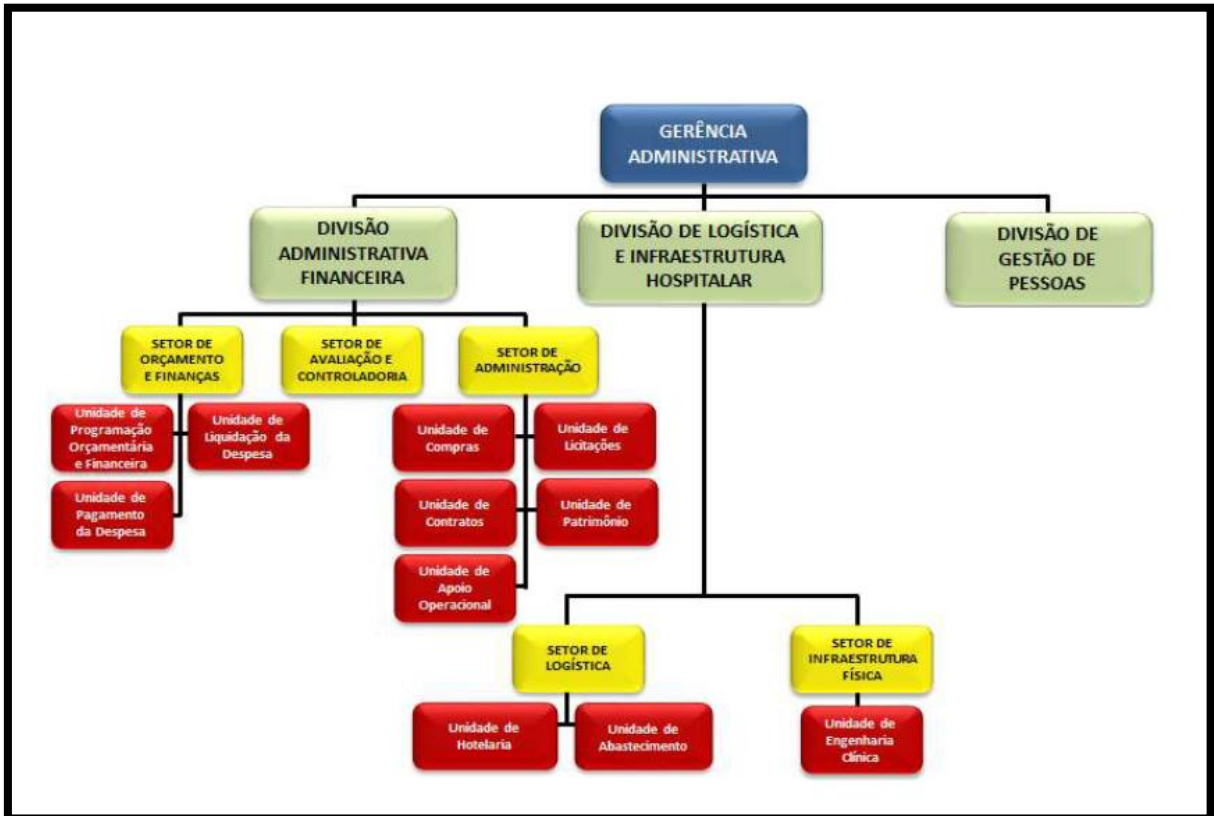 GERÊNCIA
ADMINISTRATIVA
DIVISÃO
ADMINISTRATIVA
FINANCEIRA
DIVISÃO DE LOGÍSTICA
E INFRAESTRUTURA
HOSPITALAR
DIVISÃO DE
GESTÃO DE
PESSOAS
SETOR DE
ORÇAMENTO
E FINANÇAS
SETOR DE
AVALIAÇÃO E
CONTROLADORIA
SETOR DE
ADMINISTRAÇÃO
Unidade de
Programação
Orçamentária
e Financeira
Unidade de
Liquidação da
Despesa
Unidade de
Pagamento
da Despesa
Unidade de
Compras
Unidade de
Licitações
Unidade de
Contratos
Unidade de
Patrimônio
Unidade de
Apoio
Operacional
SETOR DE
LOGÍSTICA
SETOR DE
INFRAESTRUTURA
FÍSICA
Unidade de
Hotelaria
Unidade de
Abastecimento
Unidade de
Engenharia
Clínica